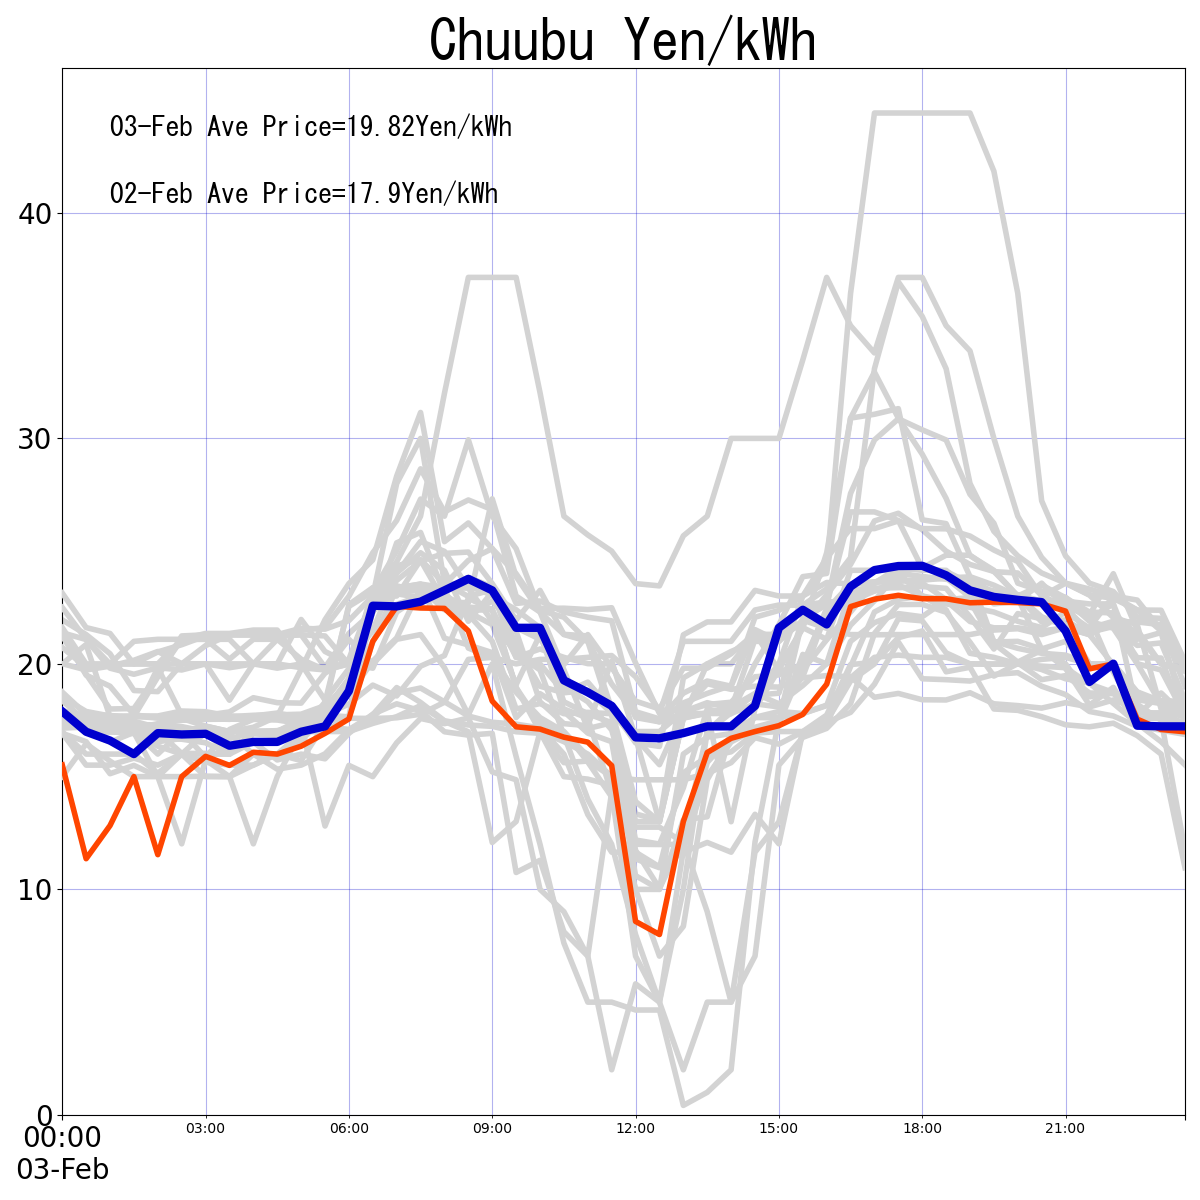 Chuubu Yen/kWh
03-Feb Ave Price=19.82Yen/kWh
02-Feb Ave Price=17.9Yen/kWh
40
30
20
10
0
00:00 03:00 06:00 09:00 12:00 15:00 18:00 21:00
03-Feb